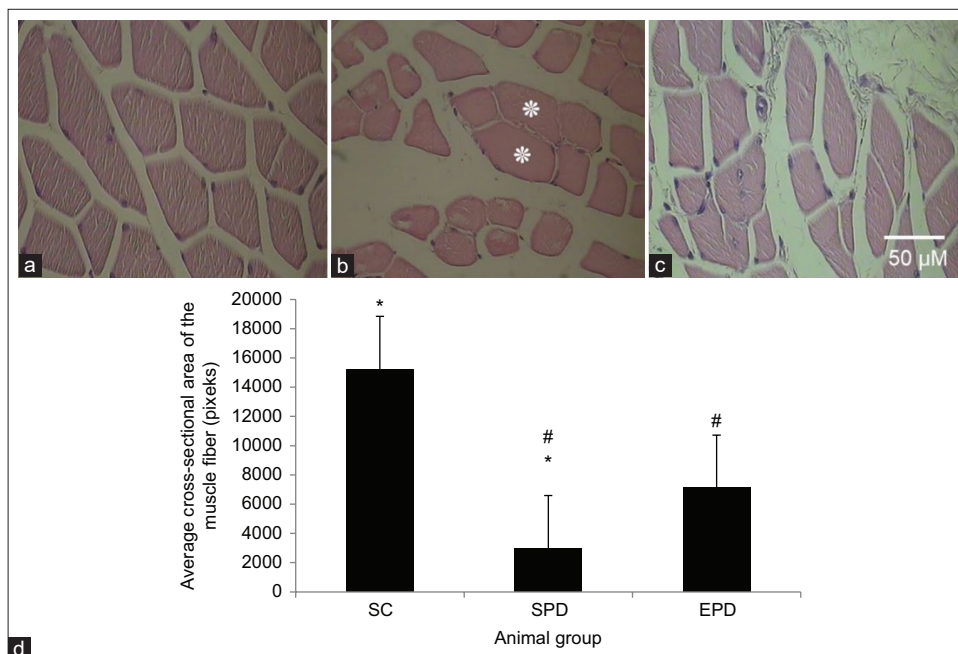 a
b
c
50 µM
Average cross-sectional area of the
muscle fiber (pixeks)
20000
18000
16000
14000
12000
10000
8000
6000
4000
2000
0
*
#
*
#
SC
SPD
EPD
Animal group
d